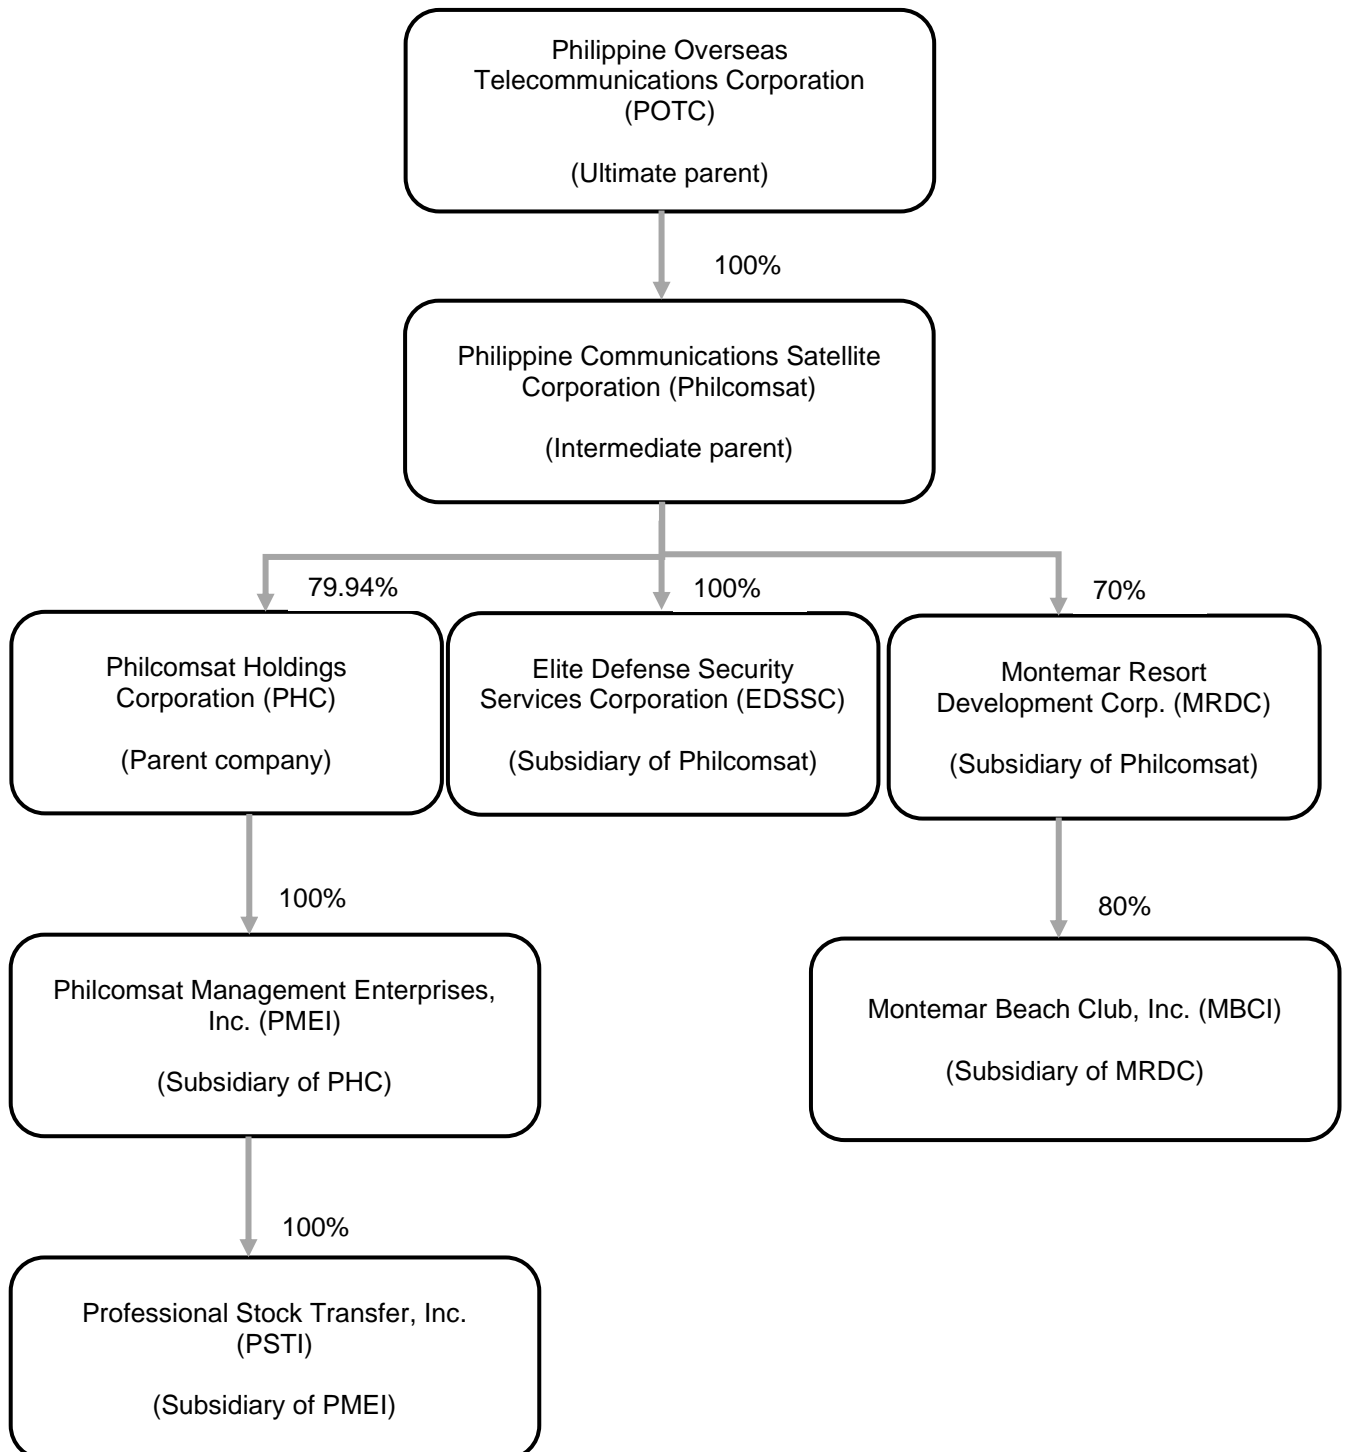 Philippine Overseas
Telecommunications Corporation
(POTC)
(Ultimate parent)
100%
Philippine Communications Satellite
Corporation (Philcomsat)
(Intermediate parent)
79.94%
100%
70%
Philcomsat Holdings
Corporation (PHC)
(Parent company)
Elite Defense Security
Services Corporation (EDSSC)
(Subsidiary of Philcomsat)
Montemar Resort
Development Corp. (MRDC)
(Subsidiary of Philcomsat)
100%
80%
Philcomsat Management Enterprises,
Inc. (PMEI)
(Subsidiary of PHC)
Montemar Beach Club, Inc. (MBCI)
(Subsidiary of MRDC)
100%
Professional Stock Transfer, Inc.
(PSTI)
(Subsidiary of PMEI)